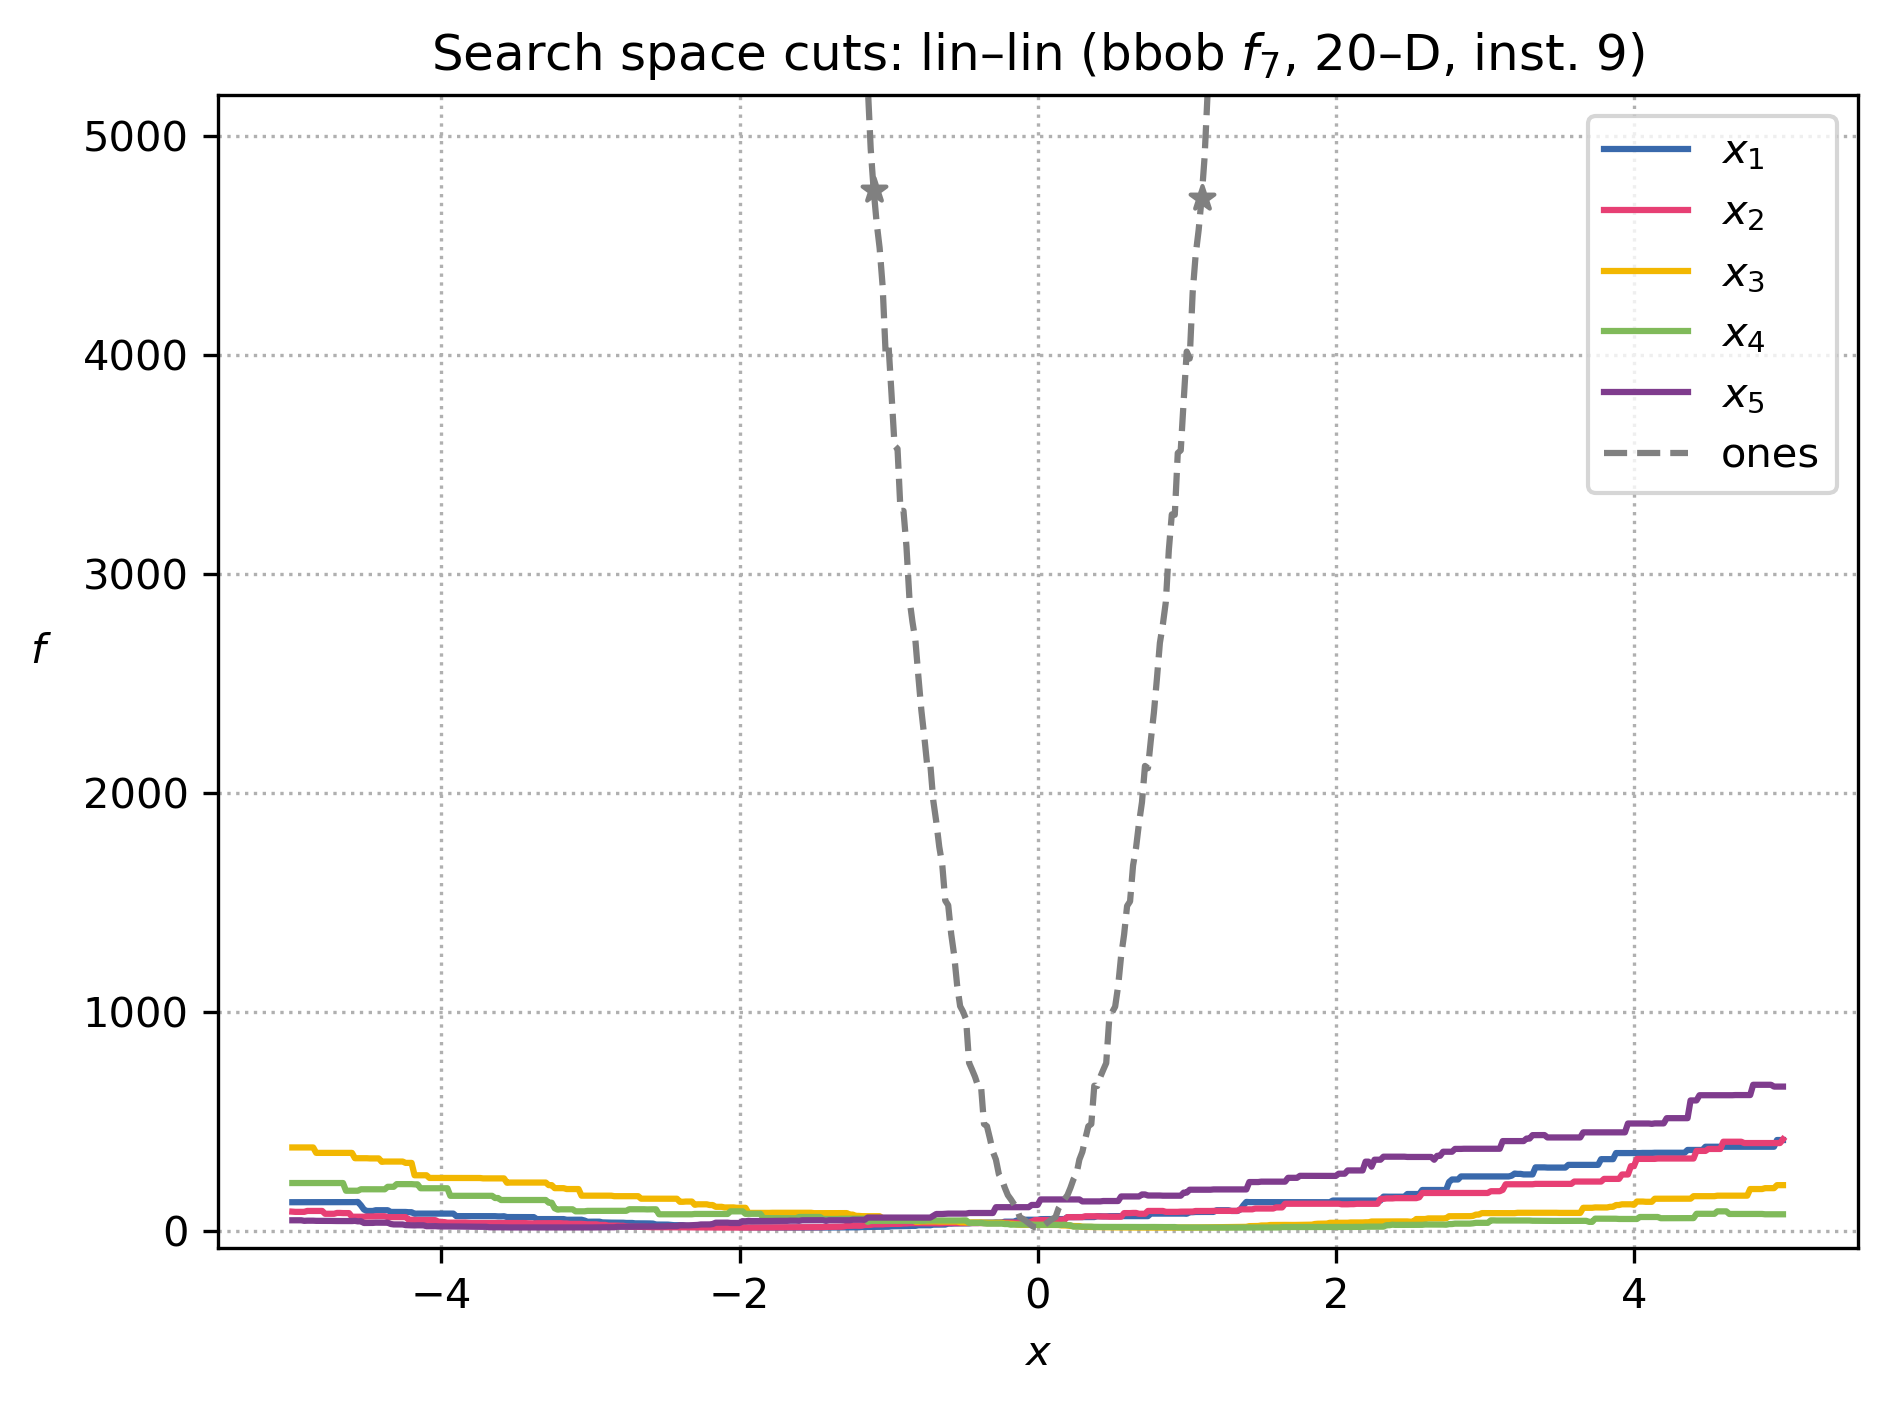 Search space cuts: lin–lin (bbob f₇, 20–D, inst. 9)
5000
4000
3000
2000
1000
0
f
−4
−2
0
2
4
x
x₁
x₂
x₃
x₄
x₅
ones